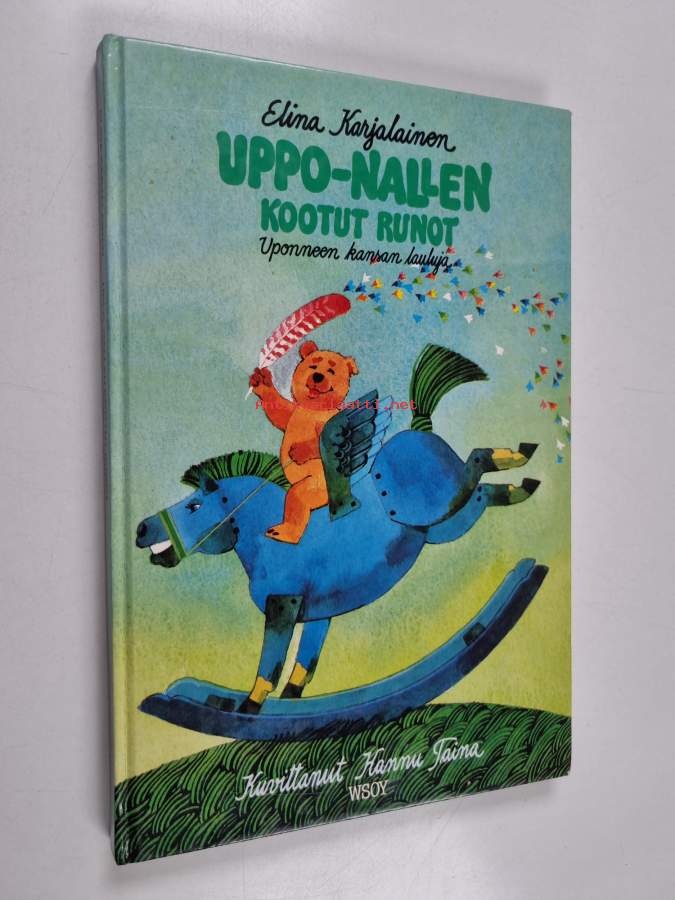 Elina Karjalainen
UPPO-NALLEN
KOOTUT RUNOT
Uponneen kansan lauluja
Kuvittanut Hannu Taina
WSOY